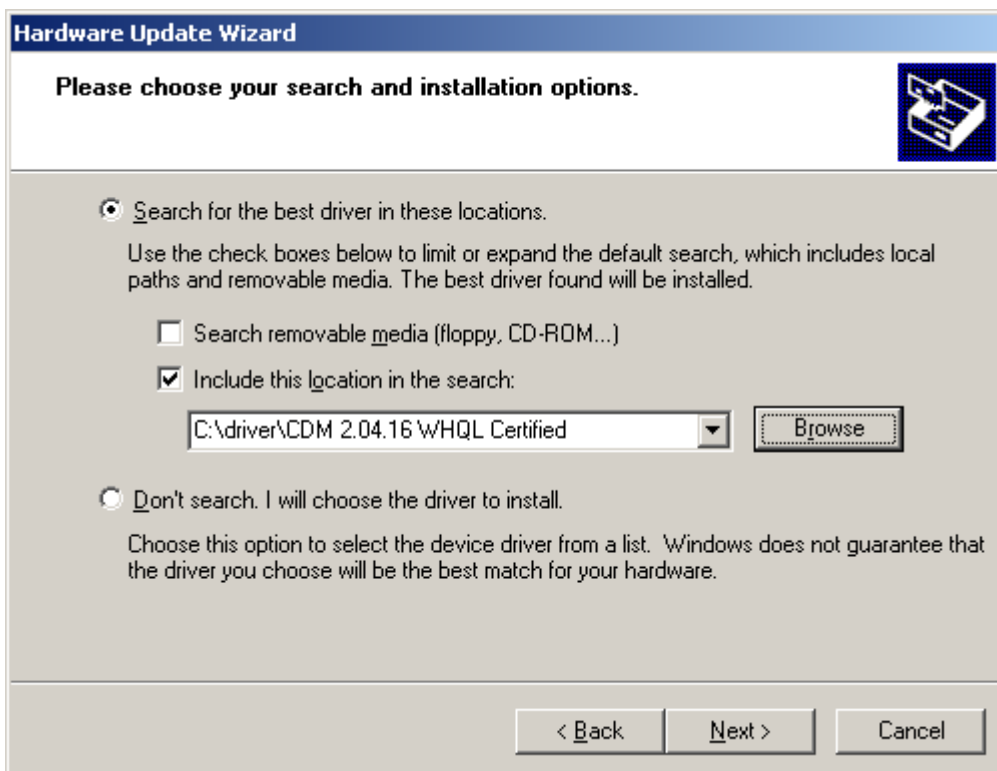 Hardware Update Wizard
Please choose your search and installation options.
Search for the best driver in these locations.
Use the check boxes below to limit or expand the default search, which includes local
paths and removable media. The best driver found will be installed.
Search removable media (floppy, CD-ROM...)
Include this location in the search:
C:\driver\CDM 2.04.16 WHQL Certified
Browse
Don't search. I will choose the driver to install.
Choose this option to select the device driver from a list.  Windows does not guarantee that
the driver you choose will be the best match for your hardware.
< Back
Next >
Cancel